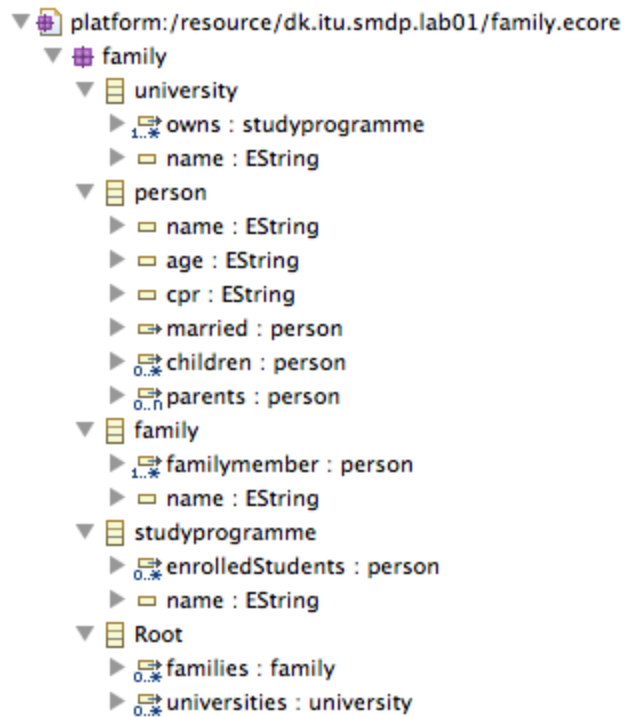 platform:/resource/dk.itu.smdp.lab01/family.ecore
family
university
1..* owns : studyprogramme
name : EString
person
name : EString
age : EString
cpr : EString
married : person
0..* children : person
0..n parents : person
family
1..* familymember : person
name : EString
studyprogramme
0..* enrolledStudents : person
name : EString
Root
0..* families : family
0..* universities : university